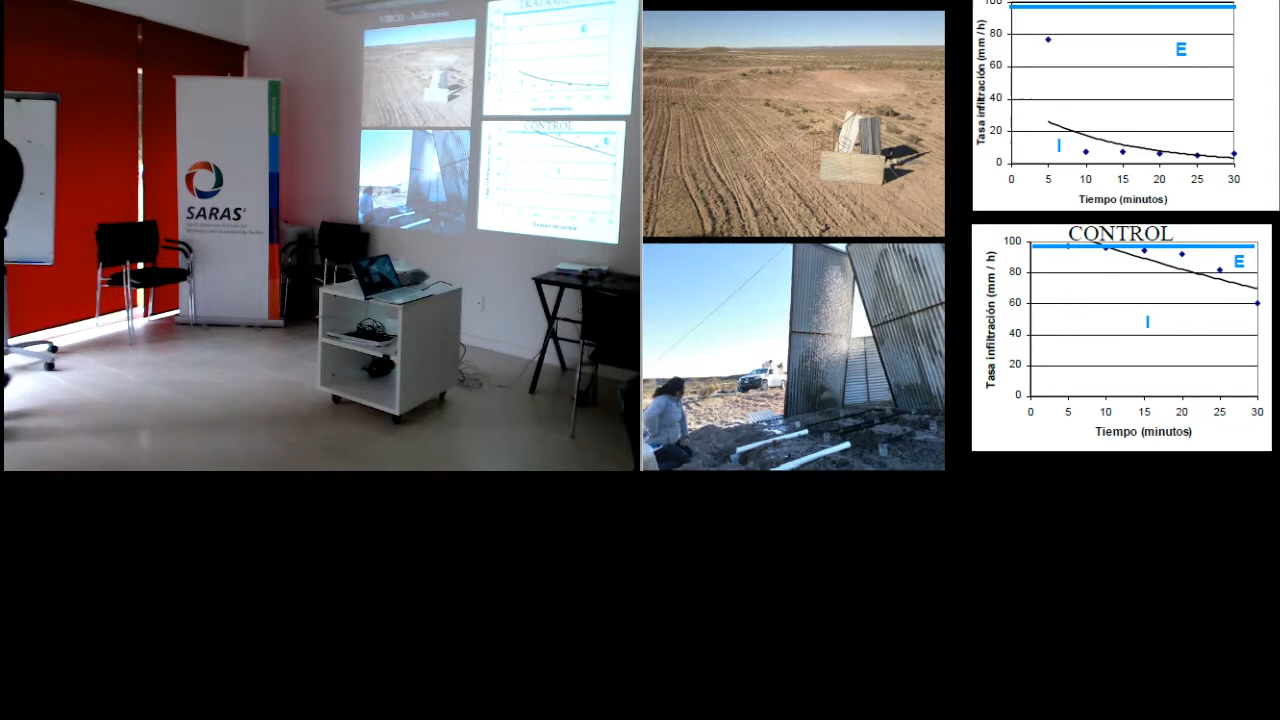 SARAS²
TRATAMI
CONTROL
100
80
60
40
20
0
Tasa infiltración (mm / h)
E
I
0
5
10
15
20
25
30
Tiempo (minutos)
CONTROL
100
80
60
40
20
0
Tasa infiltración (mm / h)
E
I
0
5
10
15
20
25
30
Tiempo (minutos)